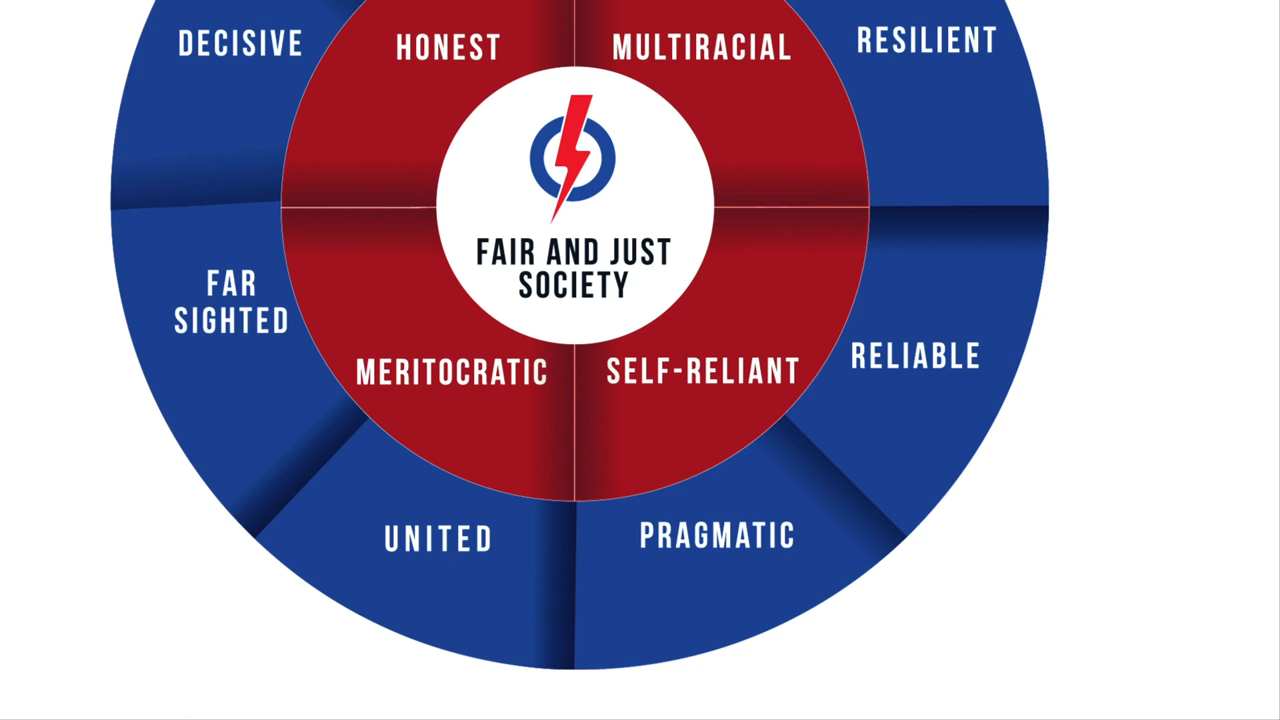 DECISIVE
HONEST
MULTIRACIAL
RESILIENT
FAIR AND JUST
SOCIETY
FAR
SIGHTED
MERITOCRATIC
SELF-RELIANT
RELIABLE
UNITED
PRAGMATIC